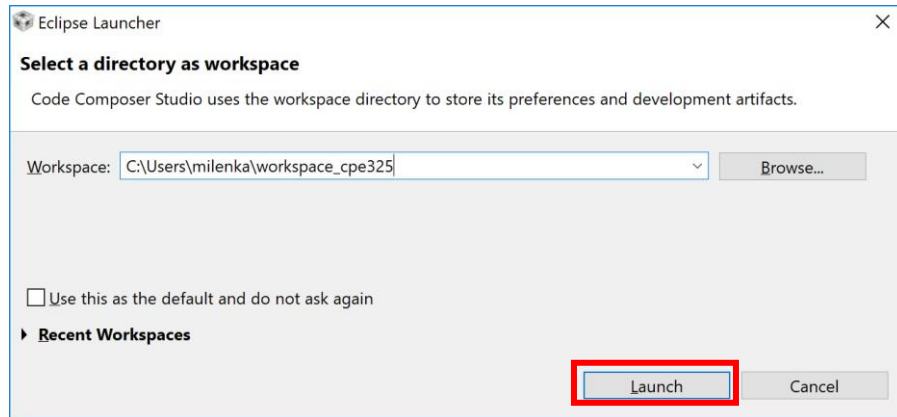 Eclipse Launcher
Select a directory as workspace
Code Composer Studio uses the workspace directory to store its preferences and development artifacts.
Workspace: C:\Users\milenka\workspace_cpe325 Browse...
Use this as the default and do not ask again
Recent Workspaces
Launch Cancel